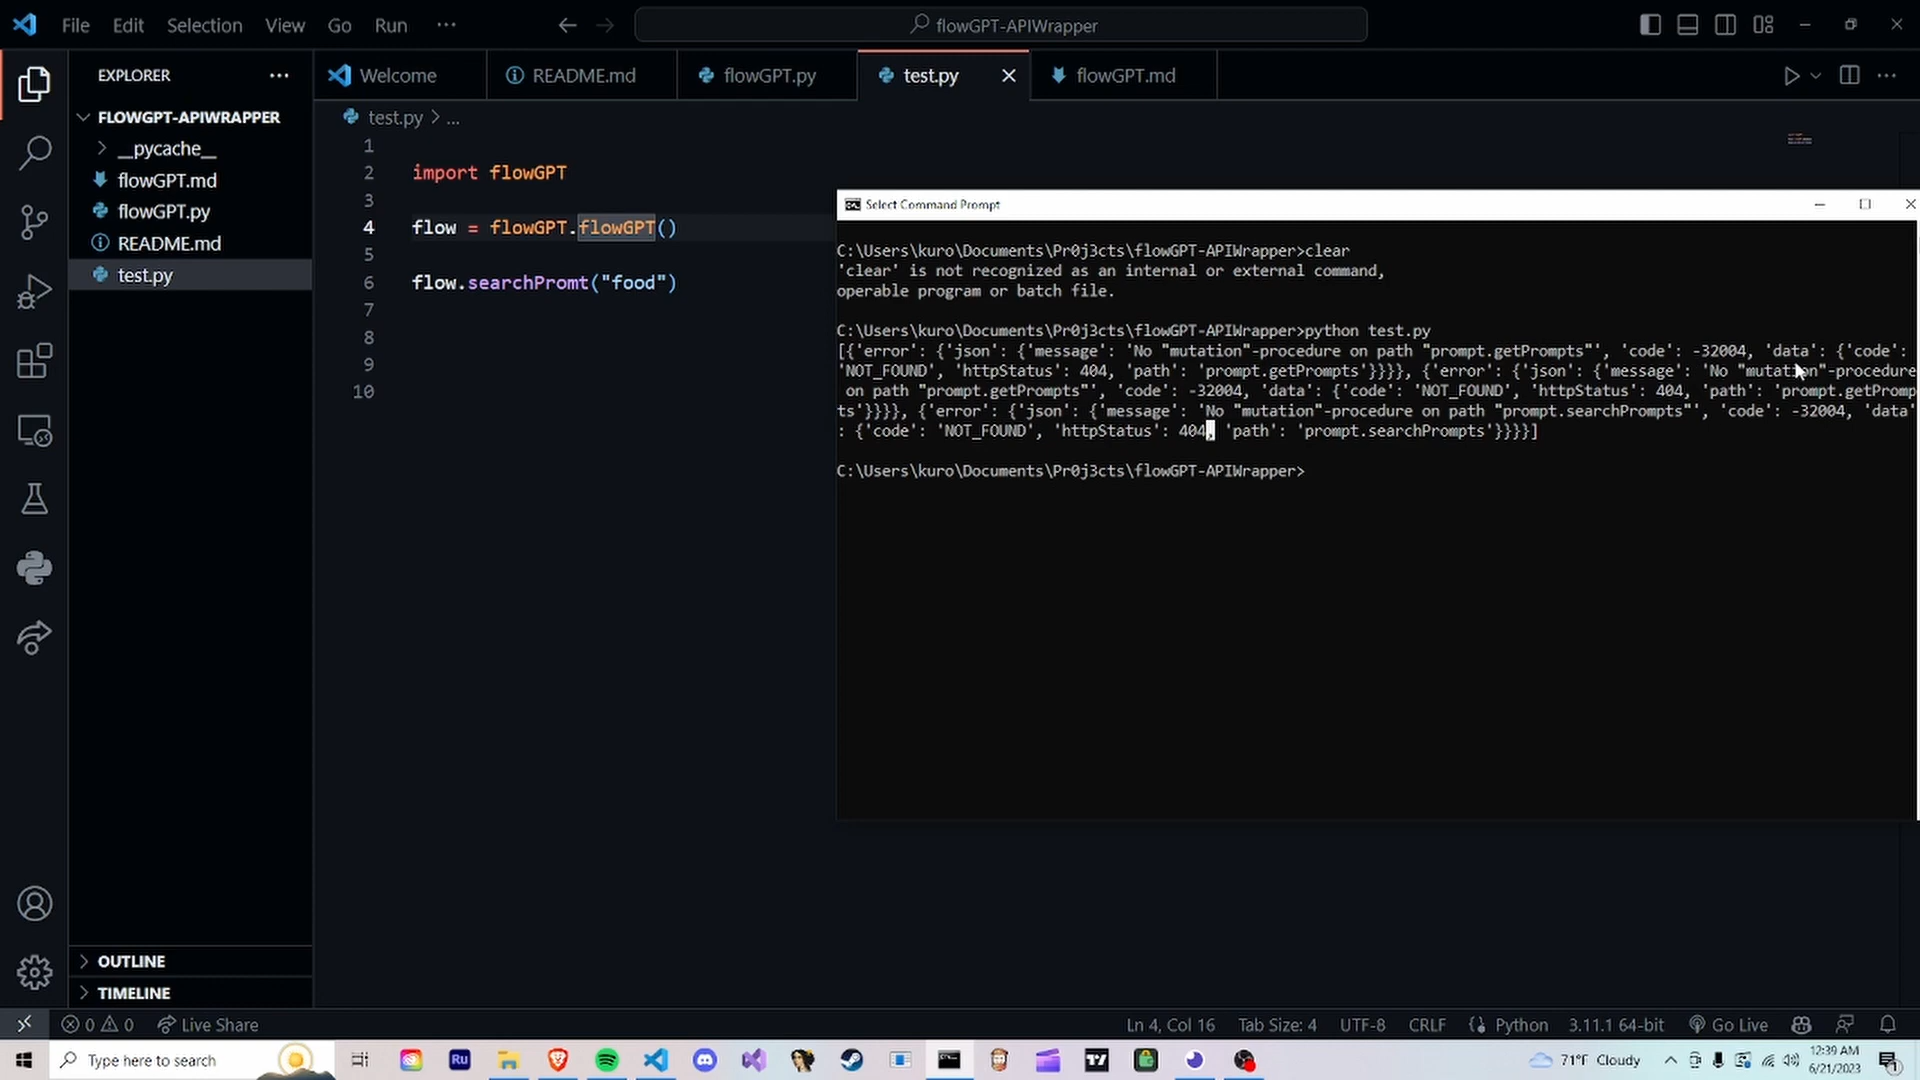 File Edit Selection View Go Run ...
flowGPT-APIWrapper
EXPLORER
Welcome
README.md
flowGPT.py
test.py
flowGPT.md
FLOWGPT-APIWRAPPER
__pycache__
flowGPT.md
flowGPT.py
README.md
test.py
OUTLINE
TIMELINE
test.py > ...
1
2 import flowGPT
3
4 flow = flowGPT.flowGPT()
5
6 flow.searchPromt("food")
7
8
9
10
Select Command Prompt
C:\Users\kuro\Documents\Pr0j3cts\flowGPT-APIWrapper>clear
'clear' is not recognized as an internal or external command,
operable program or batch file.
C:\Users\kuro\Documents\Pr0j3cts\flowGPT-APIWrapper>python test.py
[{'error': {'json': {'message': 'No "mutation"-procedure on path "prompt.getPrompts"', 'code': -32004, 'data': {'code':
'NOT_FOUND', 'httpStatus': 404, 'path': 'prompt.getPrompts'}}}}, {'error': {'json': {'message': 'No "mutation"-procedure
on path "prompt.getPrompts"', 'code': -32004, 'data': {'code': 'NOT_FOUND', 'httpStatus': 404, 'path': 'prompt.getPromp
ts'}}}}, {'error': {'json': {'message': 'No "mutation"-procedure on path "prompt.searchPrompts"', 'code': -32004, 'data'
: {'code': 'NOT_FOUND', 'httpStatus': 404, 'path': 'prompt.searchPrompts'}}}}]
C:\Users\kuro\Documents\Pr0j3cts\flowGPT-APIWrapper>
0 0 Live Share
Ln 4, Col 16 Tab Size: 4 UTF-8 CRLF Python 3.11.1 64-bit Go Live
Type here to search
Ru
71°F Cloudy
12:39 AM
6/21/2023
1